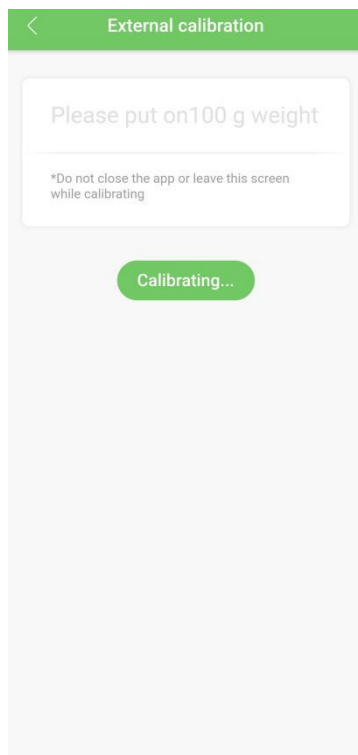 External calibration
Please put on100 g weight
*Do not close the app or leave this screen
while calibrating
Calibrating...